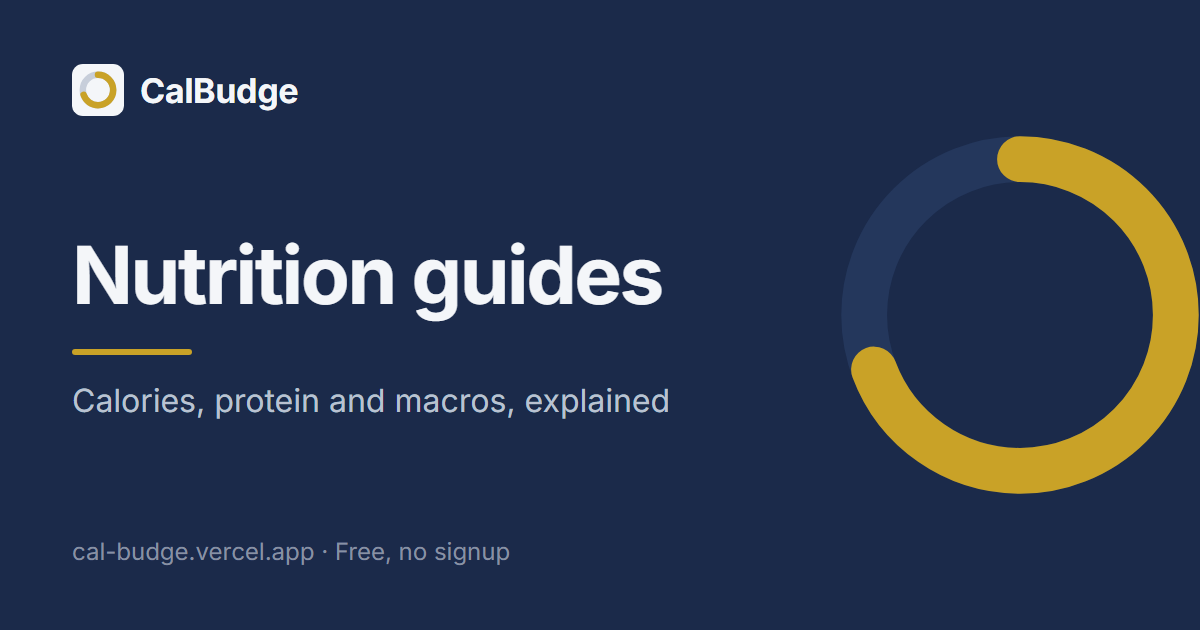 CalBudge
Nutrition guides
Calories, protein and macros, explained
cal-budge.vercel.app · Free, no signup